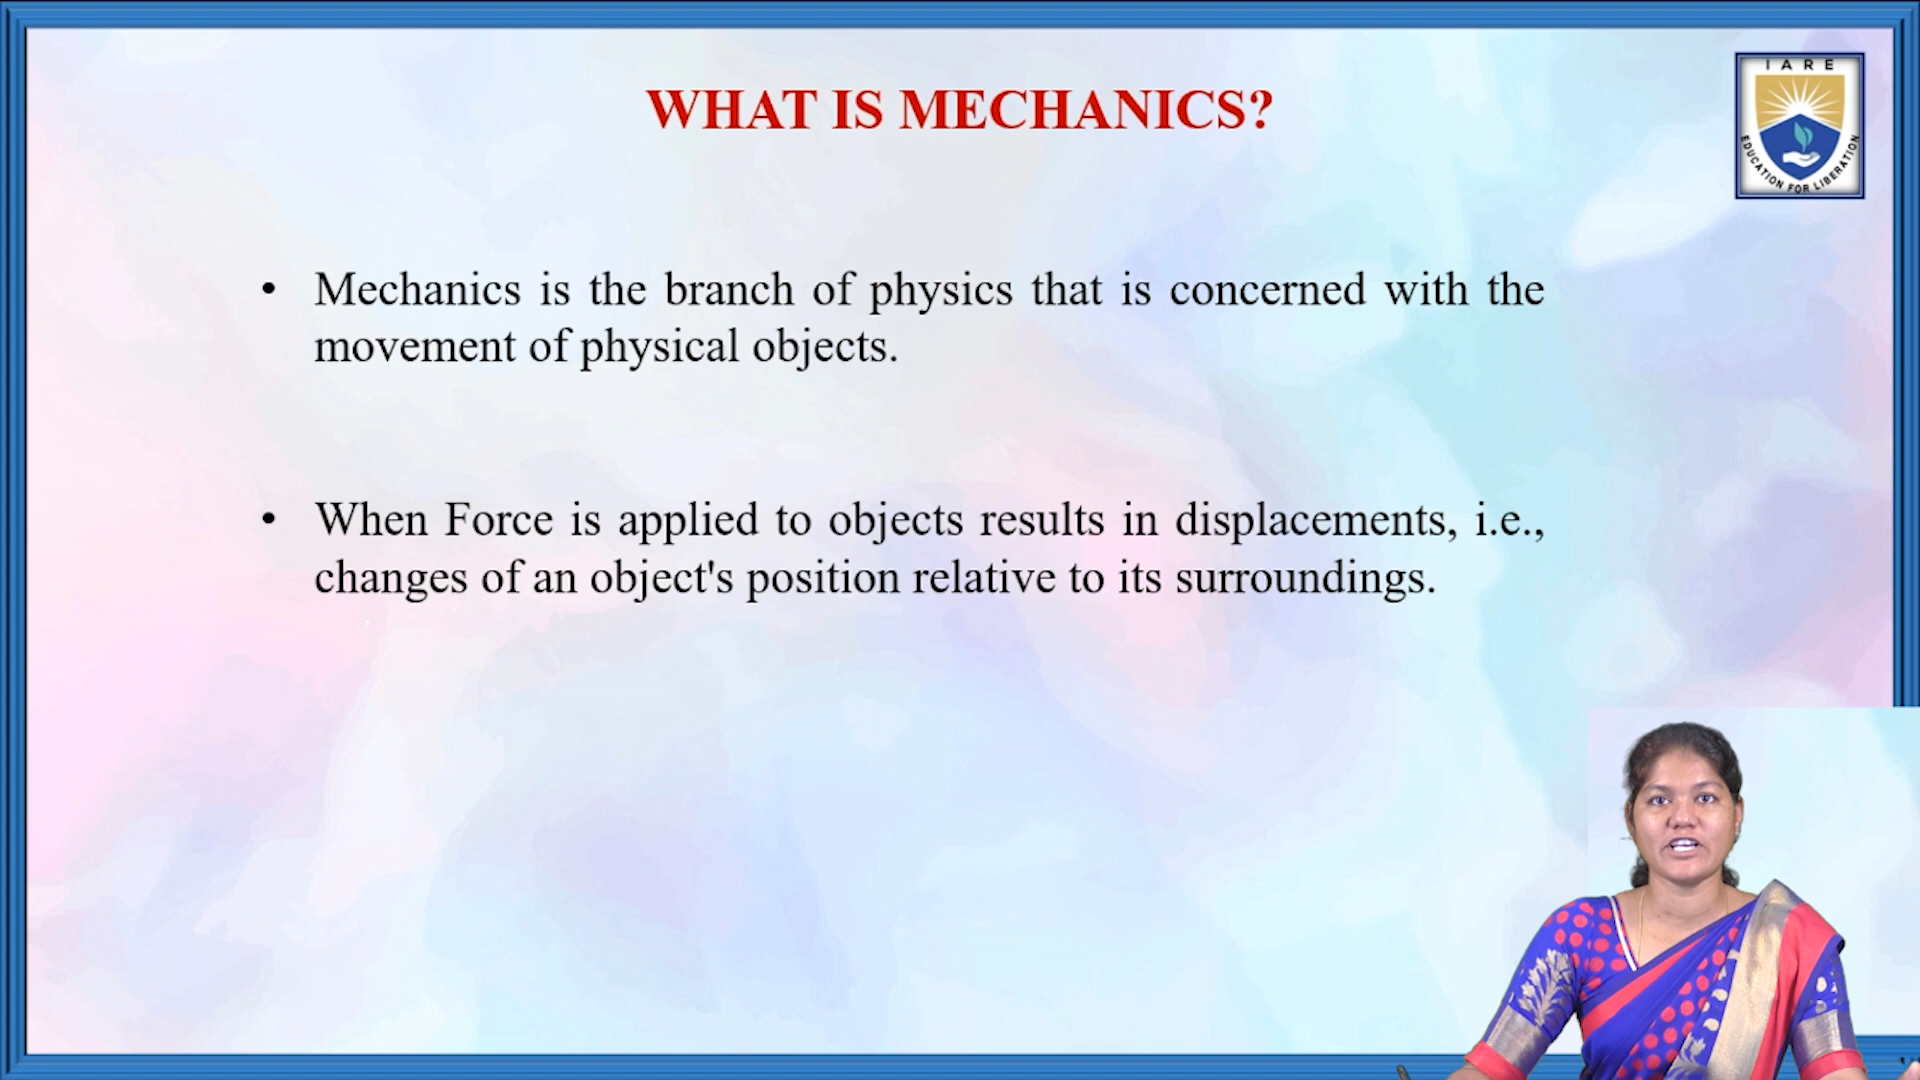 WHAT IS MECHANICS?
I A R E
EDUCATION FOR LIBERATION
• Mechanics is the branch of physics that is concerned with the
movement of physical objects.
• When Force is applied to objects results in displacements, i.e.,
changes of an object's position relative to its surroundings.